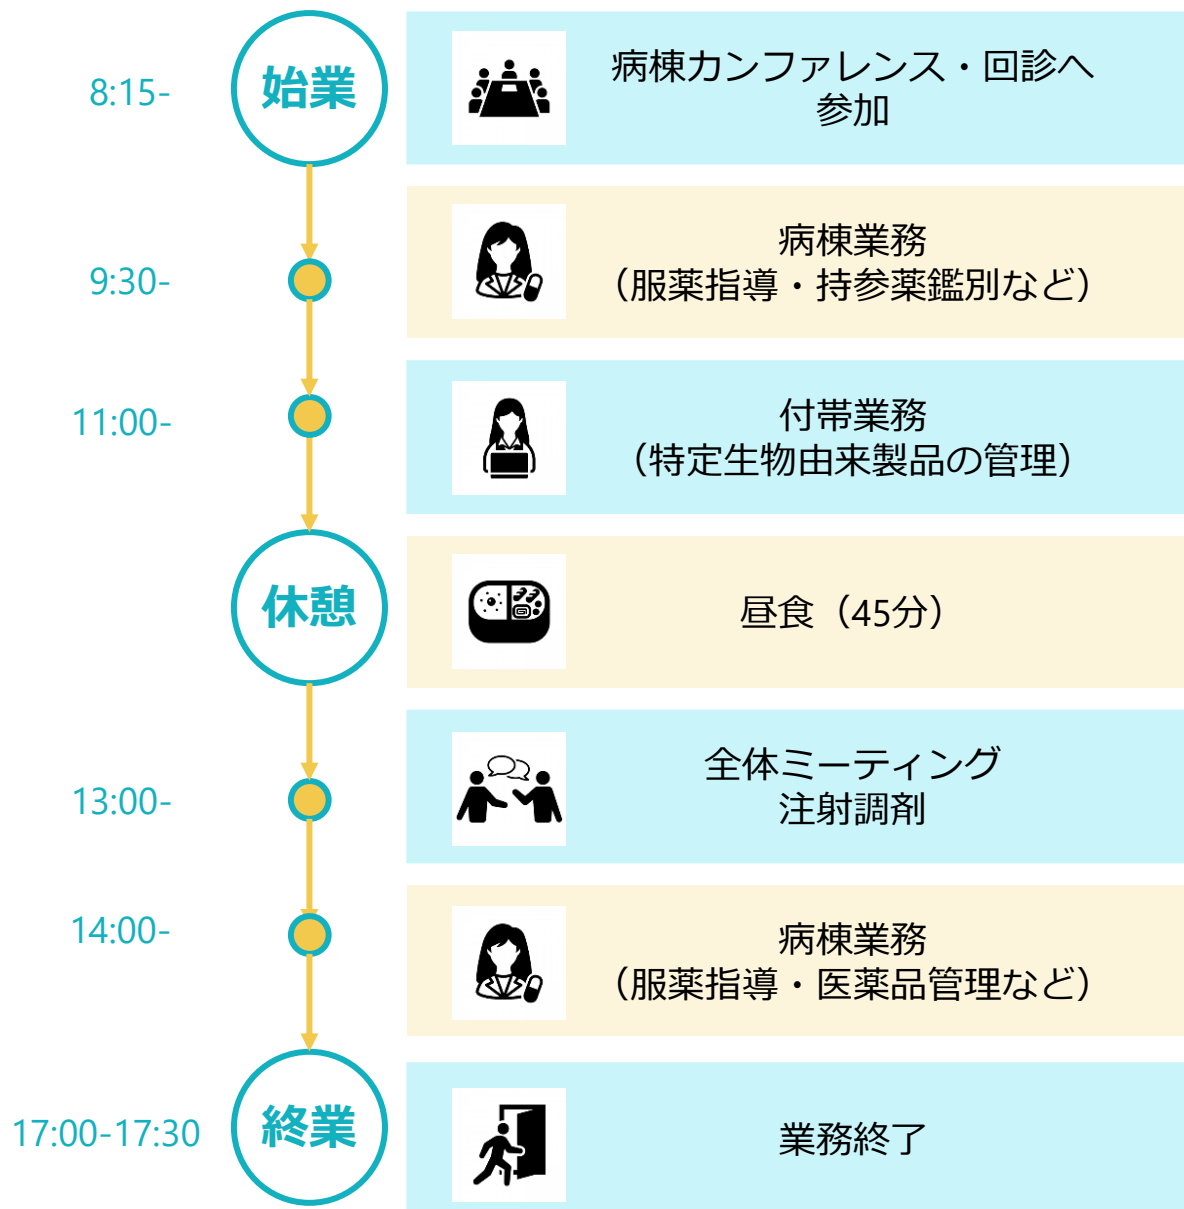 8:15-
始業
病棟カンファレンス・回診へ
参加
9:30-
病棟業務
（服薬指導・持参薬鑑別など）
11:00-
付帯業務
（特定生物由来製品の管理）
休憩
昼食（45分）
13:00-
全体ミーティング
注射調剤
14:00-
病棟業務
（服薬指導・医薬品管理など）
17:00-17:30
終業
業務終了